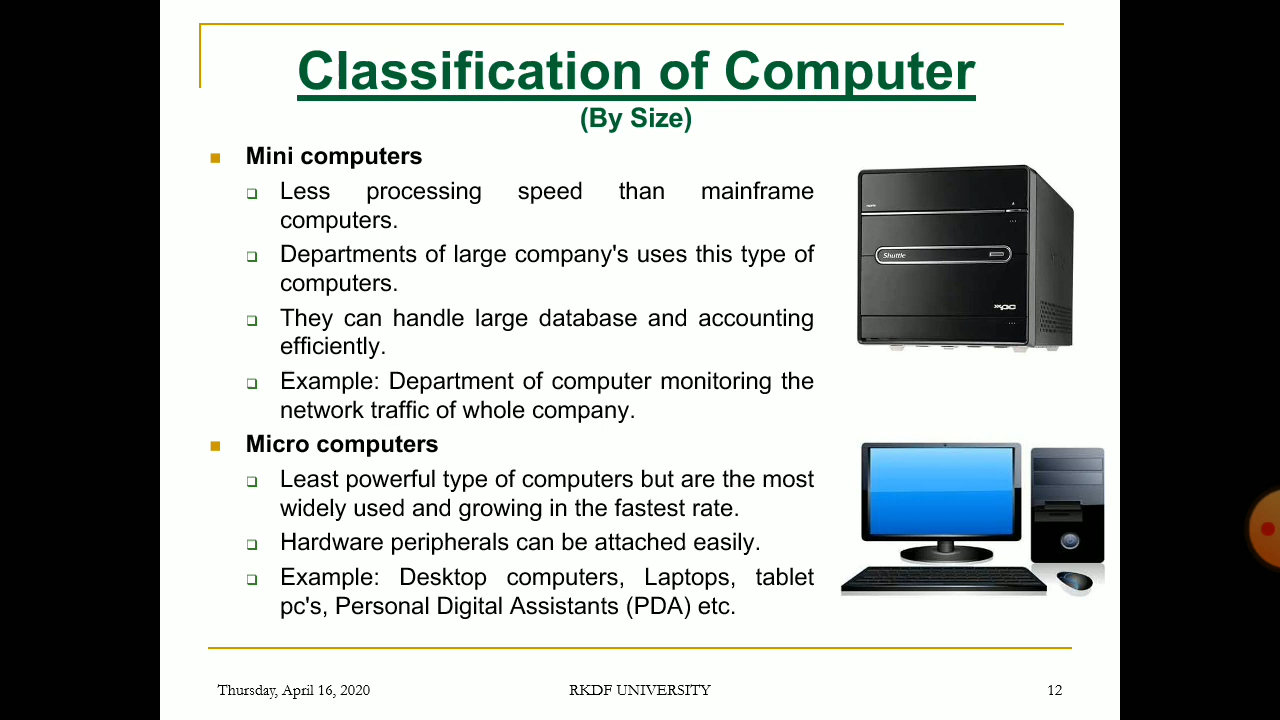 Classification of Computer
(By Size)
Mini computers
Less processing speed than mainframe
computers.
Departments of large company's uses this type of
computers.
They can handle large database and accounting
efficiently.
Example: Department of computer monitoring the
network traffic of whole company.
Micro computers
Least powerful type of computers but are the most
widely used and growing in the fastest rate.
Hardware peripherals can be attached easily.
Example: Desktop computers, Laptops, tablet
pc's, Personal Digital Assistants (PDA) etc.
Shuttle
Thursday, April 16, 2020
RKDF UNIVERSITY
12